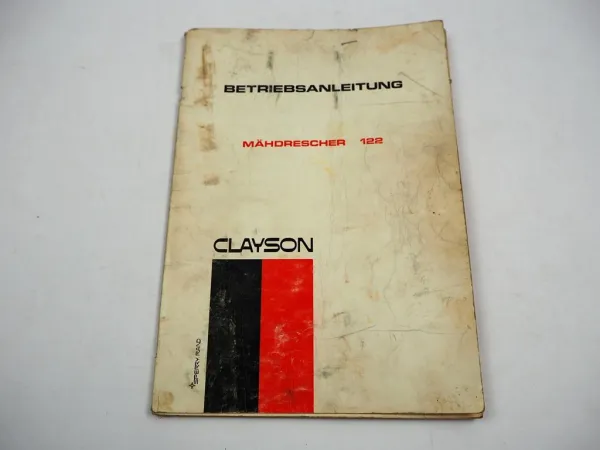 BETRIEBSANLEITUNG
MÄHDRESCHER 122
CLAYSON
SPERRY RAND